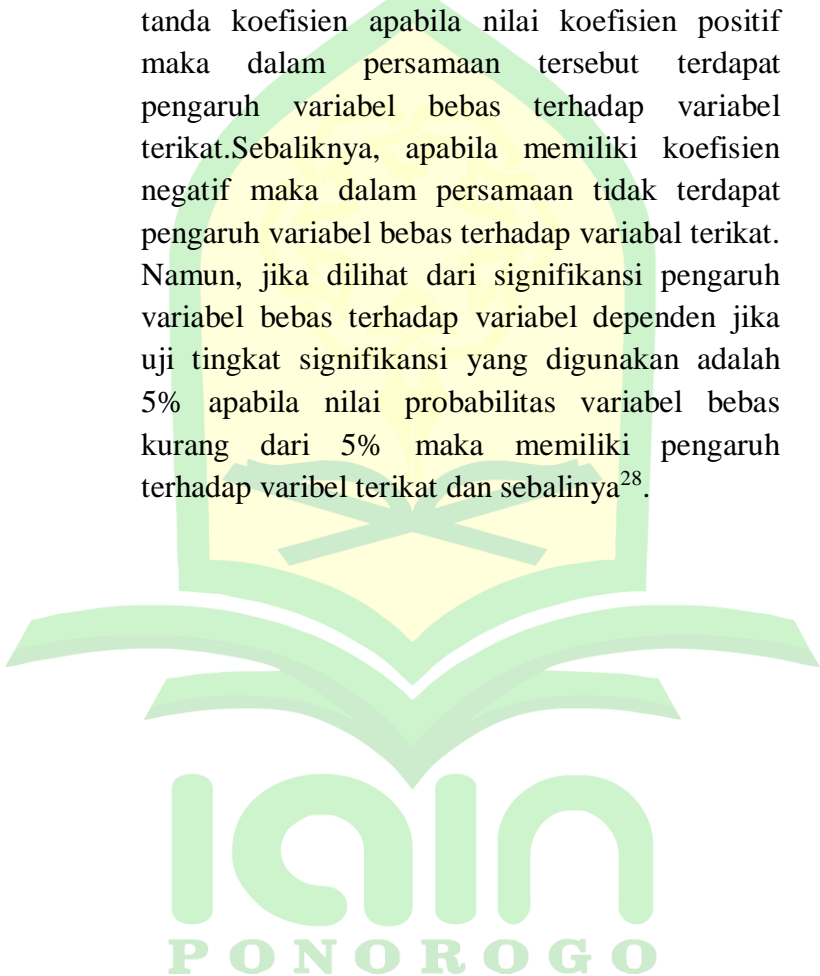 tanda koefisien apabila nilai koefisien positif
maka dalam persamaan tersebut terdapat
pengaruh variabel bebas terhadap variabel
terikat.Sebaliknya, apabila memiliki koefisien
negatif maka dalam persamaan tidak terdapat
pengaruh variabel bebas terhadap variabal terikat.
Namun, jika dilihat dari signifikansi pengaruh
variabel bebas terhadap variabel dependen jika
uji tingkat signifikansi yang digunakan adalah
5% apabila nilai probabilitas variabel bebas
kurang dari 5% maka memiliki pengaruh
terhadap varibel terikat dan sebalinya²⁸.
IAIN
PONOROGO